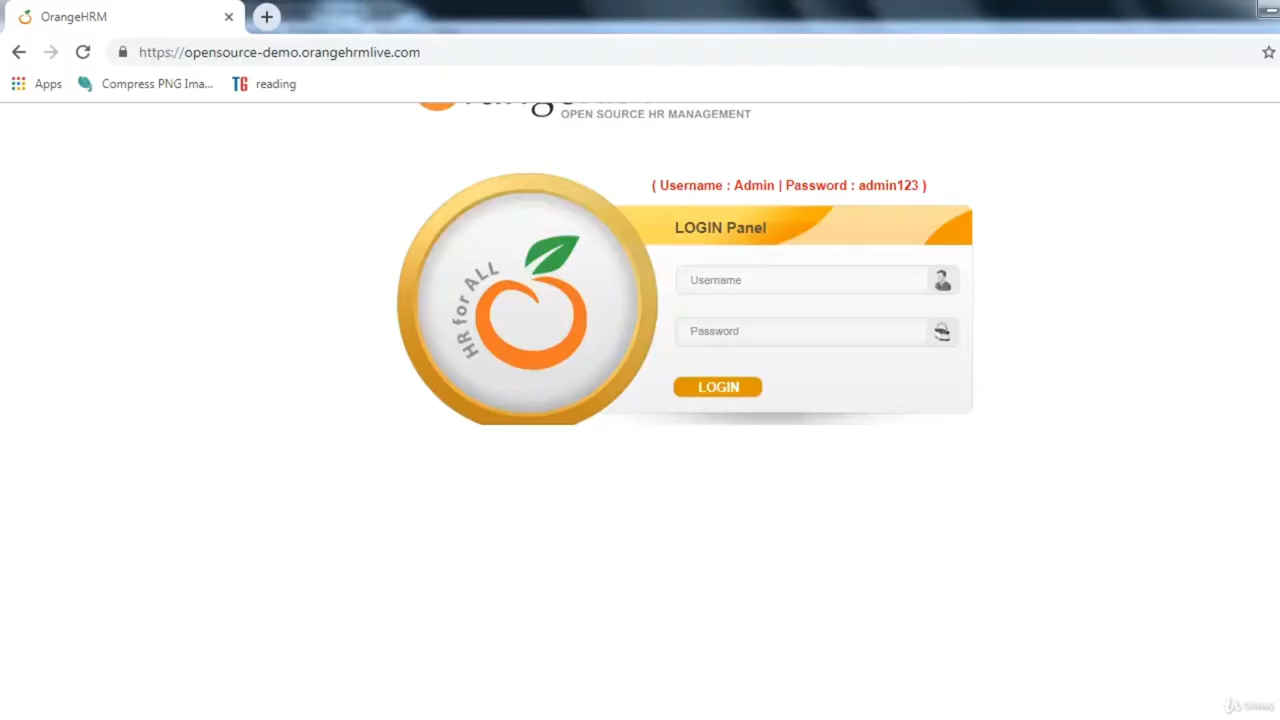 OrangeHRM
https://opensource-demo.orangehrmlive.com
Apps Compress PNG Ima... TG reading
OPEN SOURCE HR MANAGEMENT
( Username : Admin | Password : admin123 )
LOGIN Panel
HR for ALL
Username
Password
LOGIN